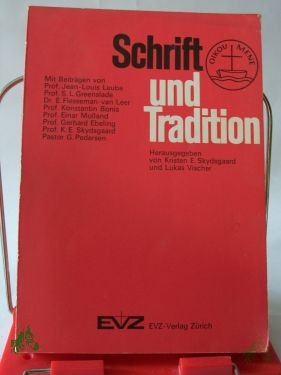 Schrift
und
Tradition
OIKOUMENE
Mit Beiträgen von
Prof. Jean-Louis Leuba
Prof. S. L. Greenslade
Dr. E. Flesseman-van Leer
Prof. Konstantin Bonis
Prof. Einar Molland
Prof. Gerhard Ebeling
Prof. K. E. Skydsgaard
Pastor G. Pedersen
Herausgegeben
von Kristen E. Skydsgaard
und Lukas Vischer
EVZ EVZ-Verlag Zürich